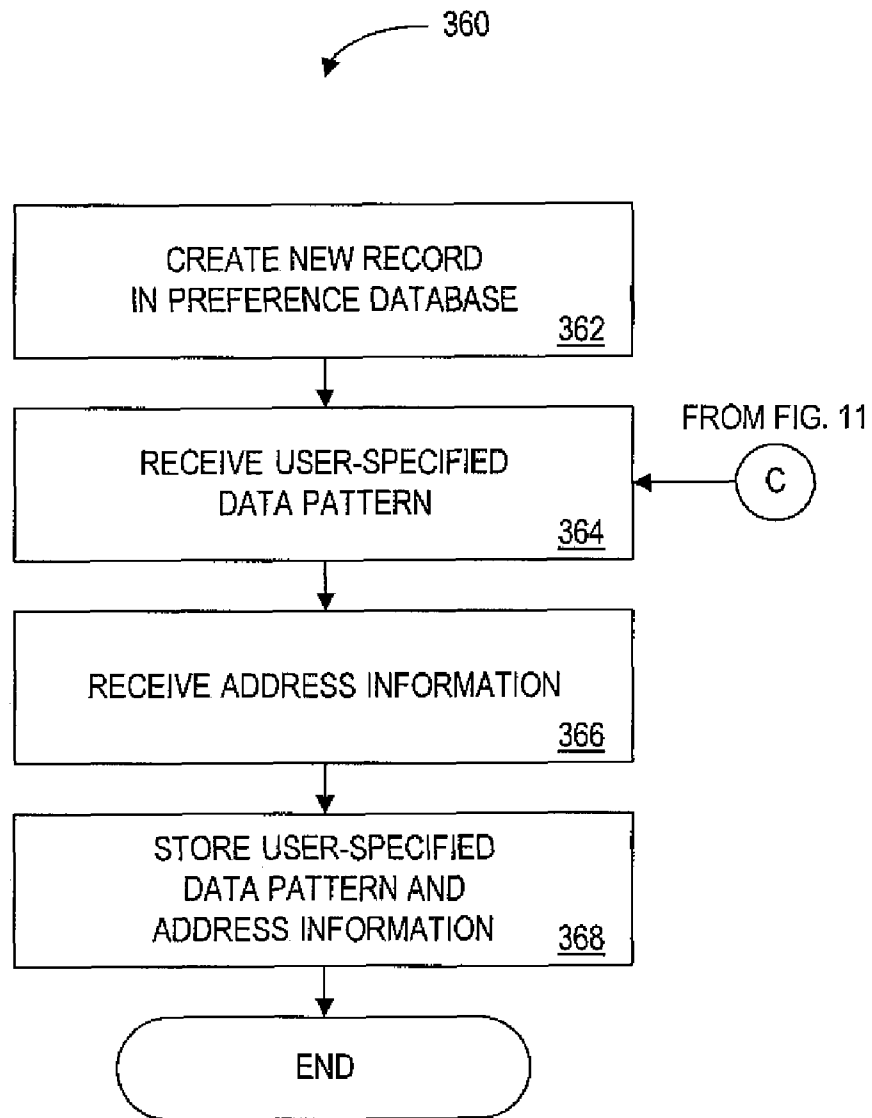 360
CREATE NEW RECORD
IN PREFERENCE DATABASE
362
FROM FIG. 11
RECEIVE USER-SPECIFIED
DATA PATTERN
364
C
RECEIVE ADDRESS INFORMATION
366
STORE USER-SPECIFIED
DATA PATTERN AND
ADDRESS INFORMATION
368
END